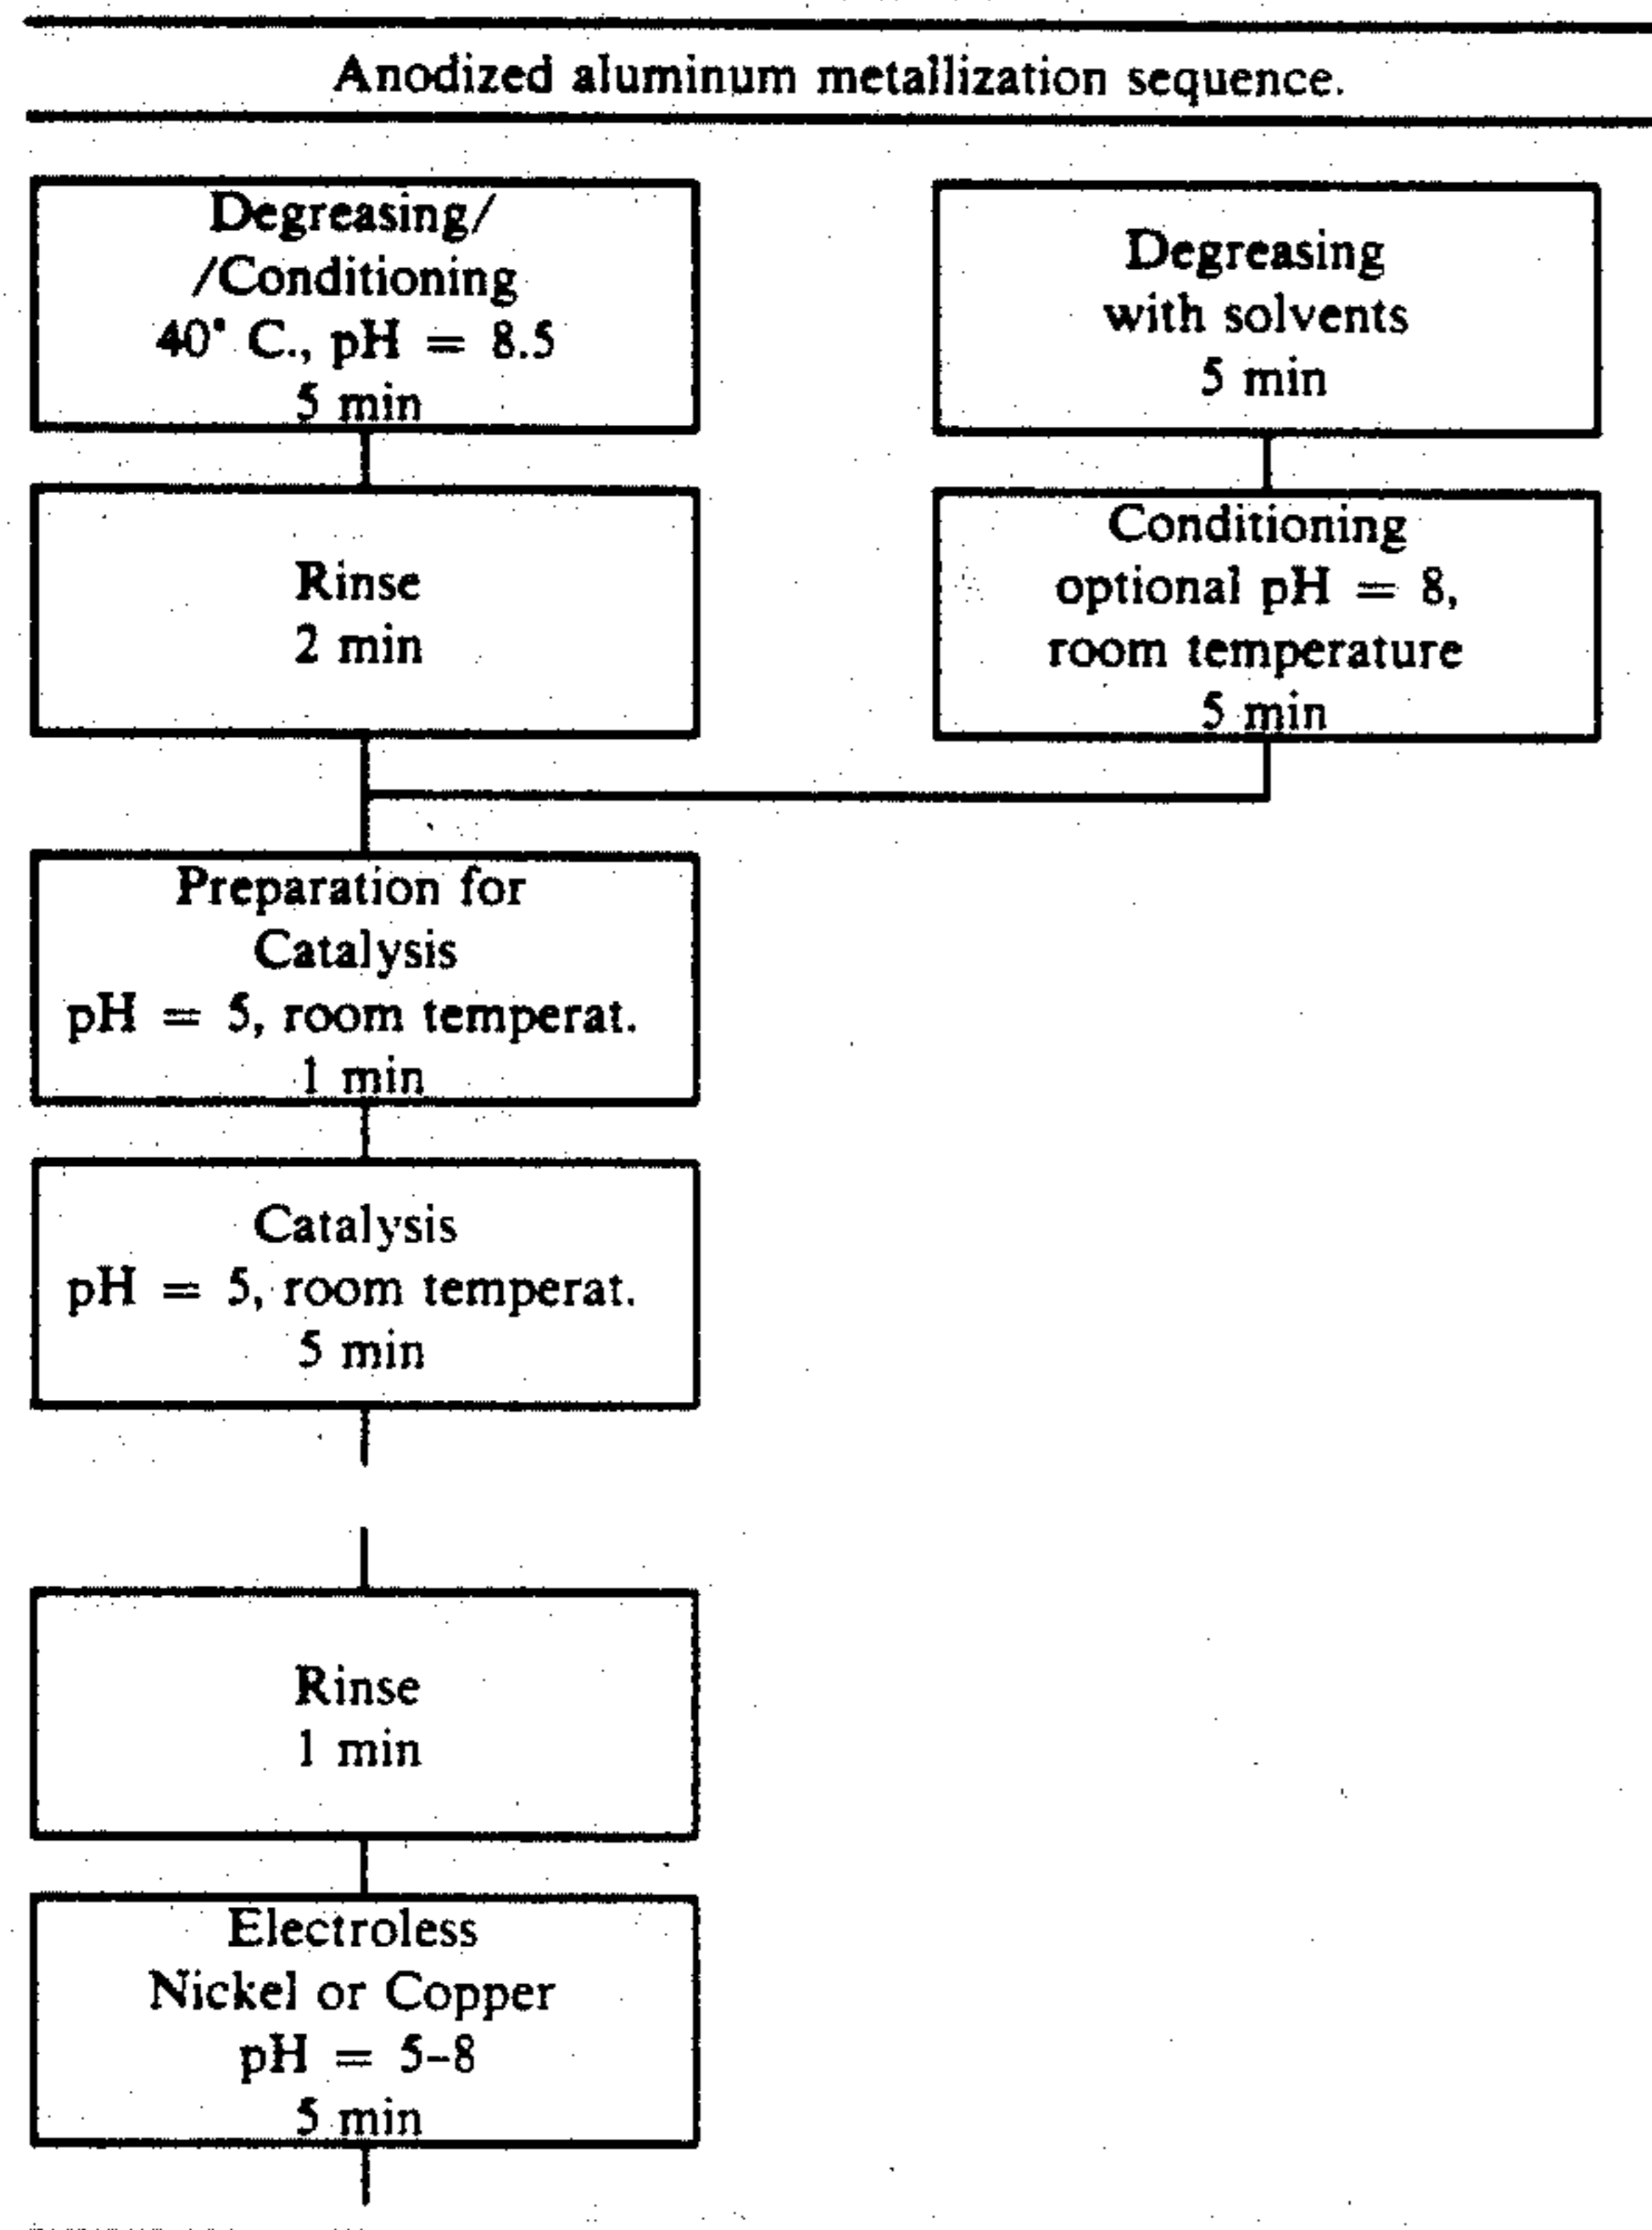 Anodized aluminum metallization sequence.
Degreasing/
/Conditioning
40° C., pH = 8.5
5 min
Degreasing
with solvents
5 min
Rinse
2 min
Conditioning
optional pH = 8,
room temperature
5 min
Preparation for
Catalysis
pH = 5, room temperat.
1 min
Catalysis
pH = 5, room temperat.
5 min
Rinse
1 min
Electroless
Nickel or Copper
pH = 5–8
5 min